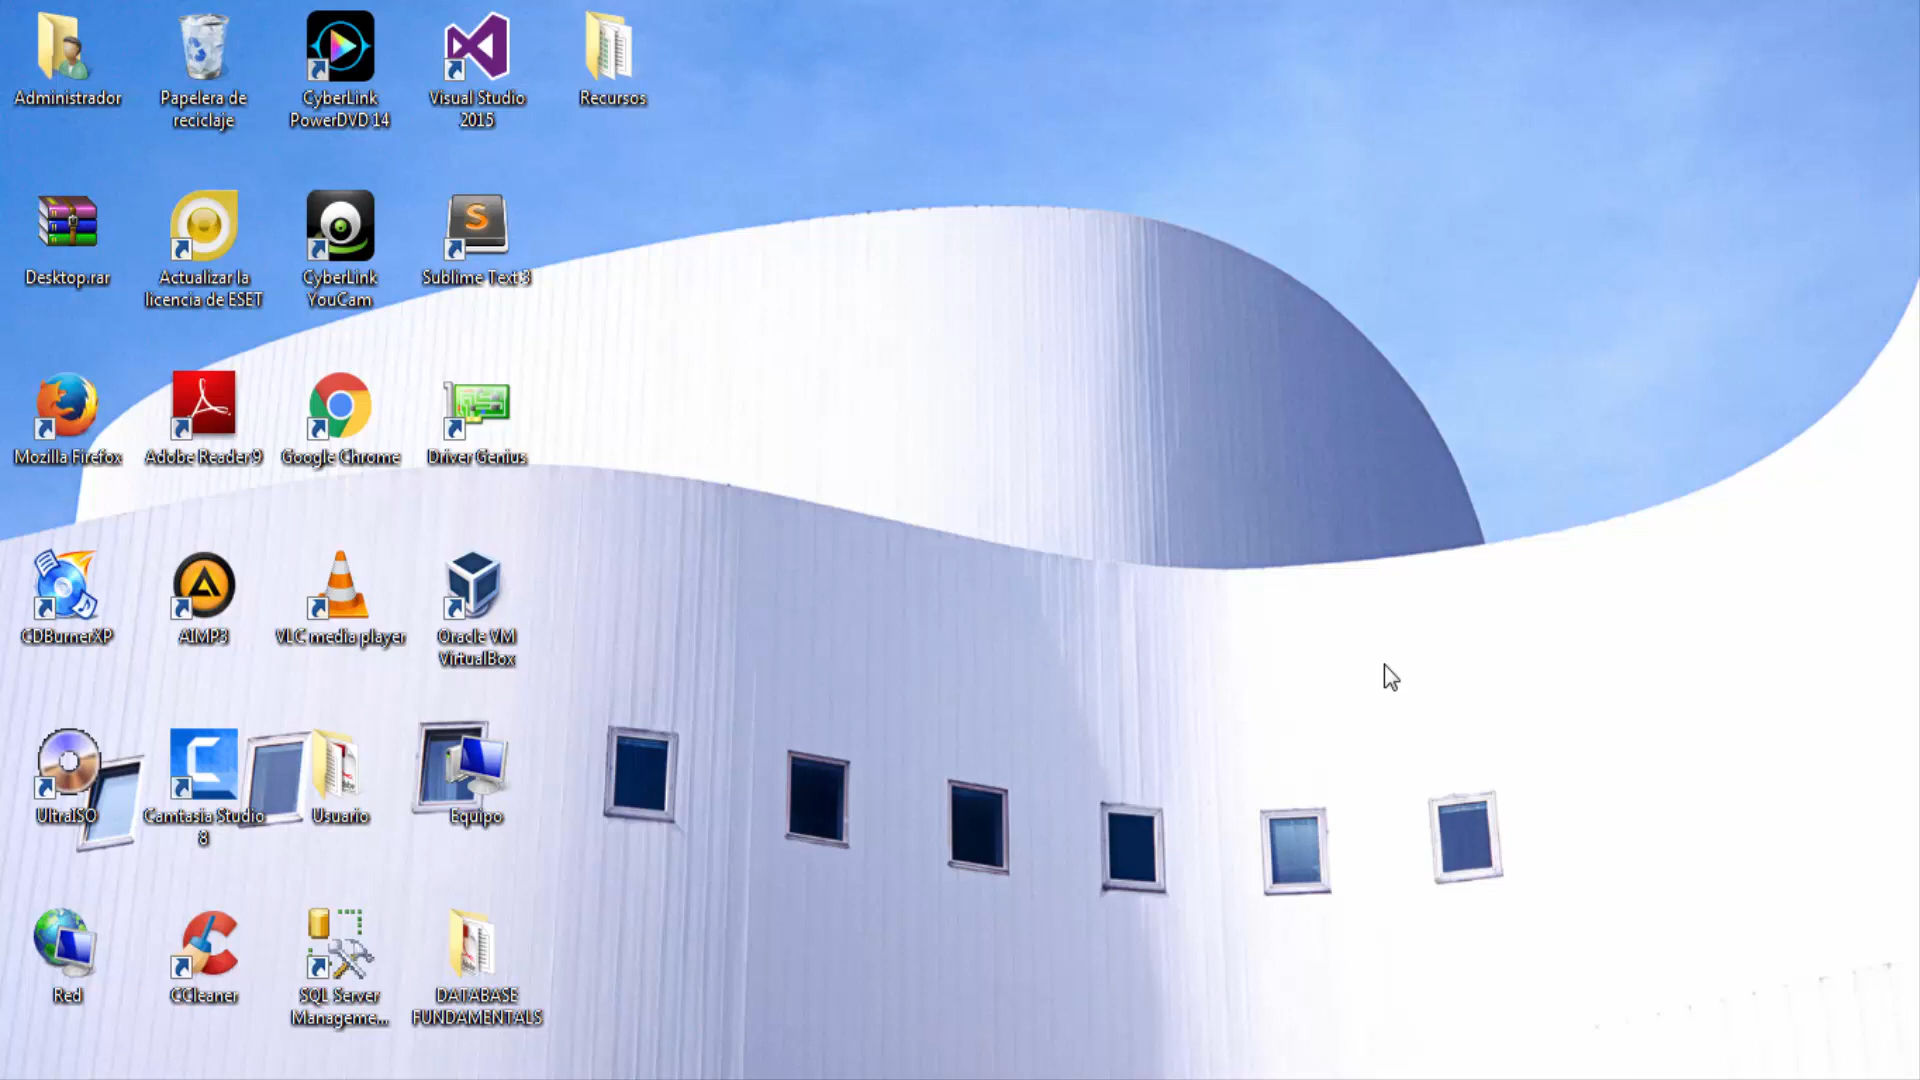 Administrador
Papelera de
reciclaje
CyberLink
PowerDVD 14
Visual Studio
2015
Recursos
Desktop.rar
Actualizar la
licencia de ESET
CyberLink
YouCam
Sublime Text 3
Mozilla Firefox
Adobe Reader 9
Google Chrome
Driver Genius
CDBurnerXP
AIMP3
VLC media player
Oracle VM
VirtualBox
UltraISO
Camtasia Studio
8
Usuario
Equipo
Red
CCleaner
SQL Server
Manageme...
DATABASE
FUNDAMENTALS